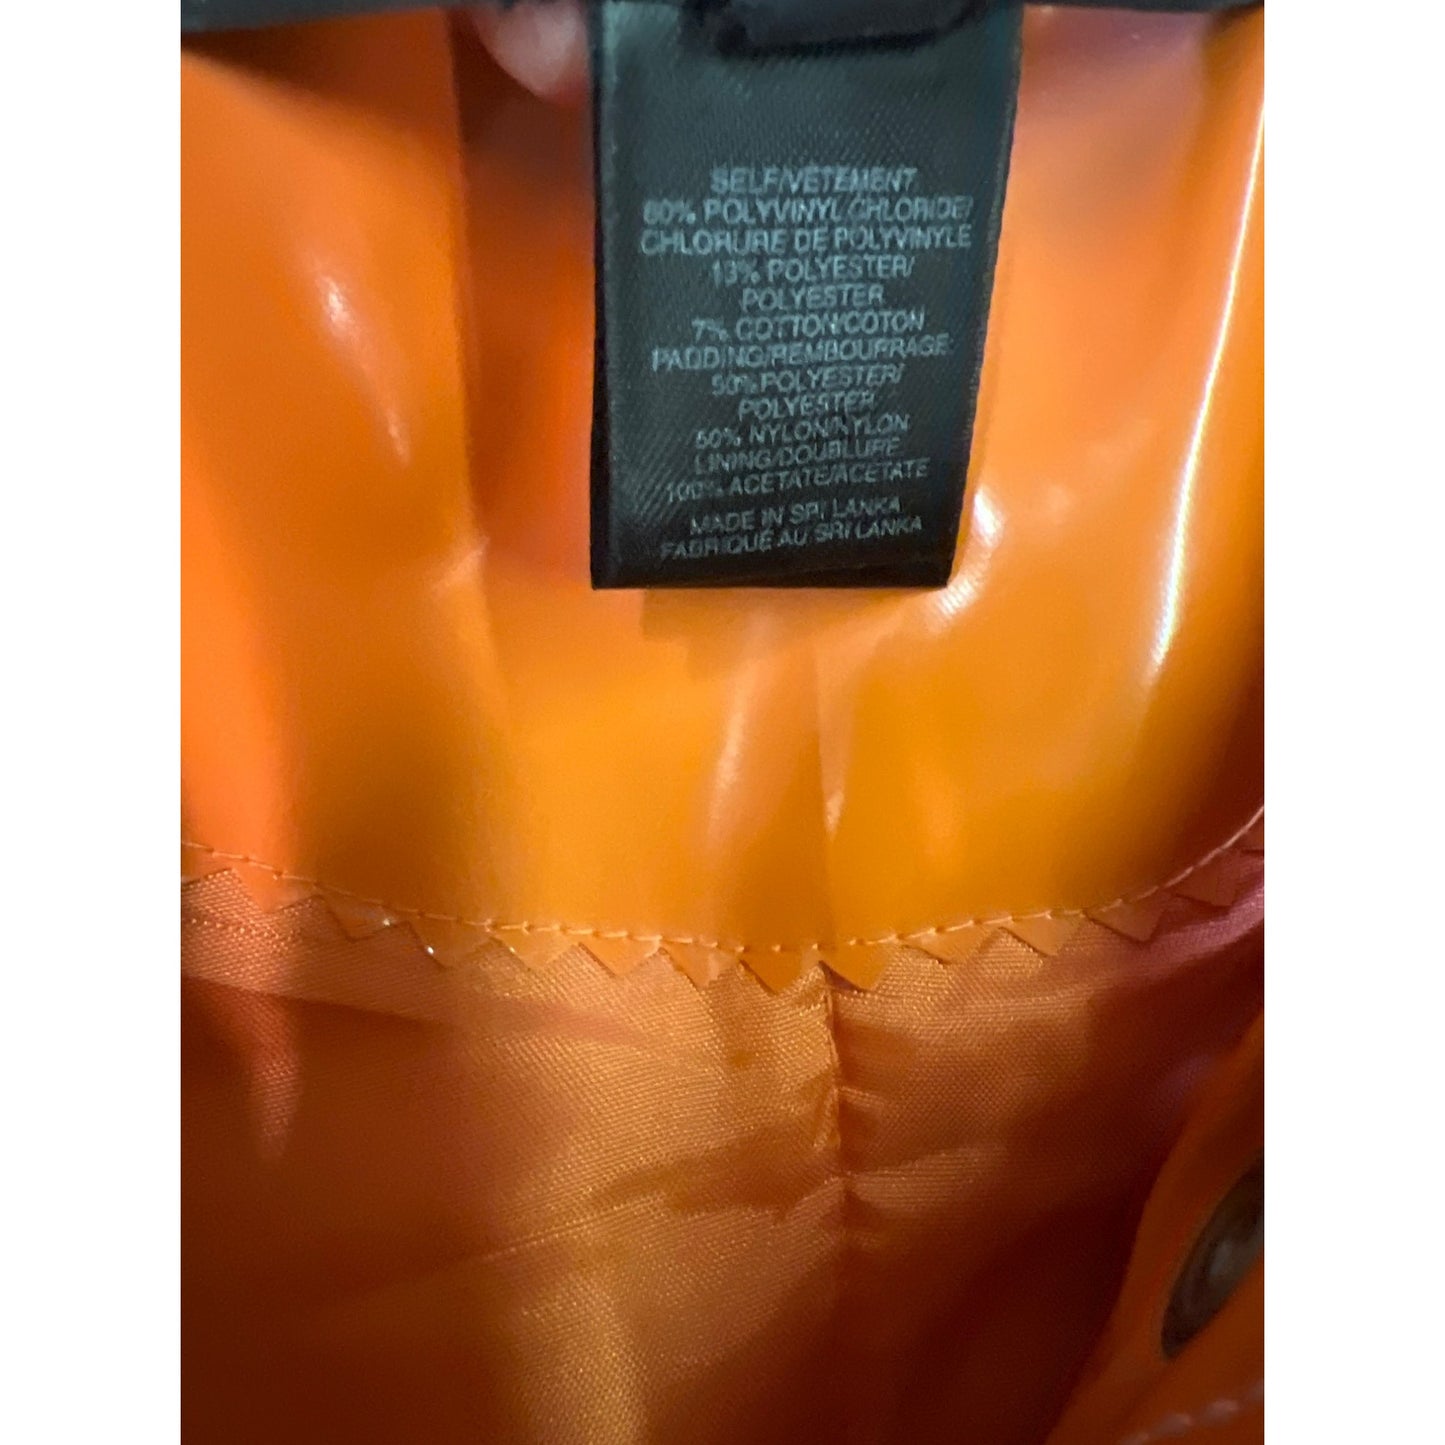 SELF/VÊTEMENT
80% POLYVINYL CHLORIDE/
CHLORURE DE POLYVINYLE
13% POLYESTER/
POLYESTER
7% COTTON/COTON
PADDING/REMBOURRAGE:
50% POLYESTER/
POLYESTER
50% NYLON/NYLON
LINING/DOUBLURE
100% ACETATE/ACETATE
MADE IN SRI LANKA
FABRIQUÉ AU SRI LANKA